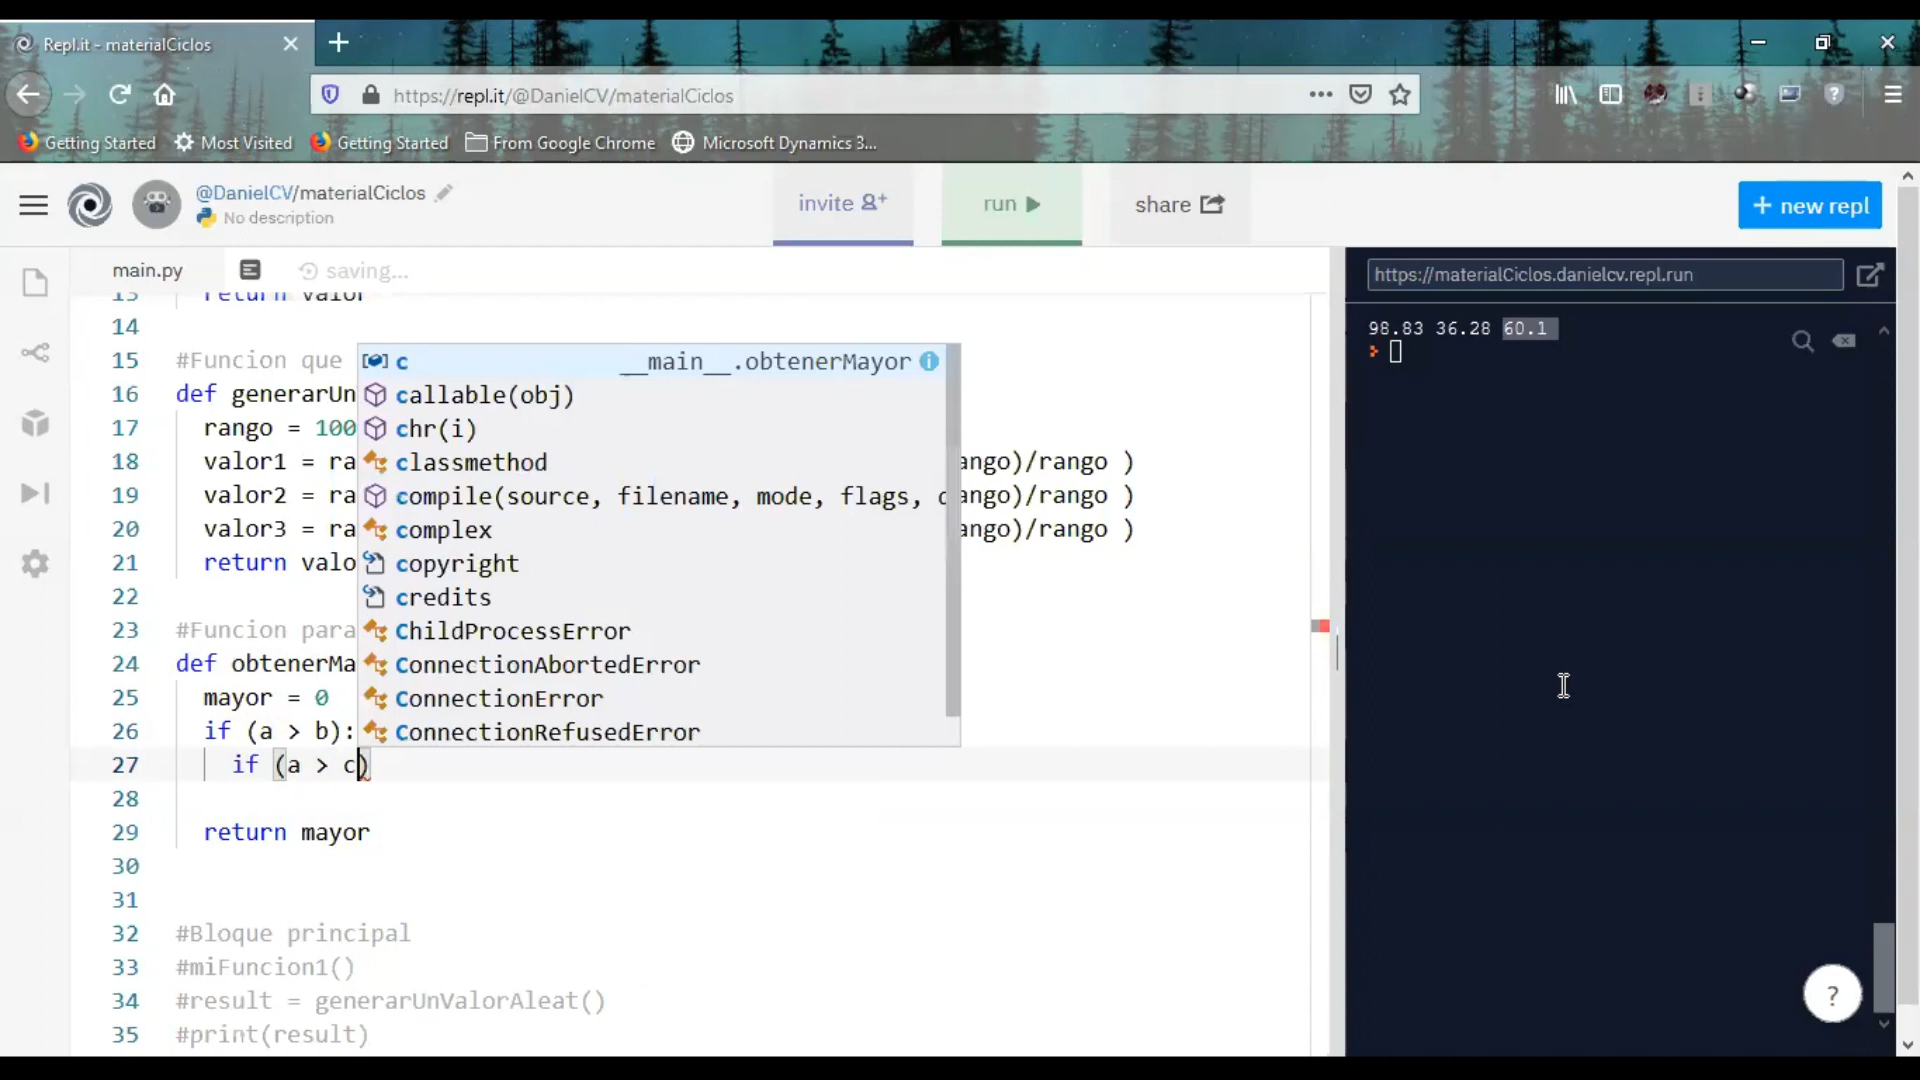 Repl.it - materialCiclos
https://repl.it/@DanielCV/materialCiclos
Getting Started Most Visited Getting Started From Google Chrome Microsoft Dynamics 3...
@DanielCV/materialCiclos
No description
invite
run
share
+ new repl
main.py saving...
https://materialCiclos.danielcv.repl.run
98.83 36.28 60.1
13 return valor
14
15 #Funcion que
16 def generarUn
17 rango = 100
18 valor1 = ra ango)/rango )
19 valor2 = ra ango)/rango )
20 valor3 = ra ango)/rango )
21 return valo
22
23 #Funcion para
24 def obtenerMa
25 mayor = 0
26 if (a > b):
27 if (a > c)
28
29 return mayor
30
31
32 #Bloque principal
33 #miFuncion1()
34 #result = generarUnValorAleat()
35 #print(result)
c __main__.obtenerMayor
callable(obj)
chr(i)
classmethod
compile(source, filename, mode, flags, d
complex
copyright
credits
ChildProcessError
ConnectionAbortedError
ConnectionError
ConnectionRefusedError
?